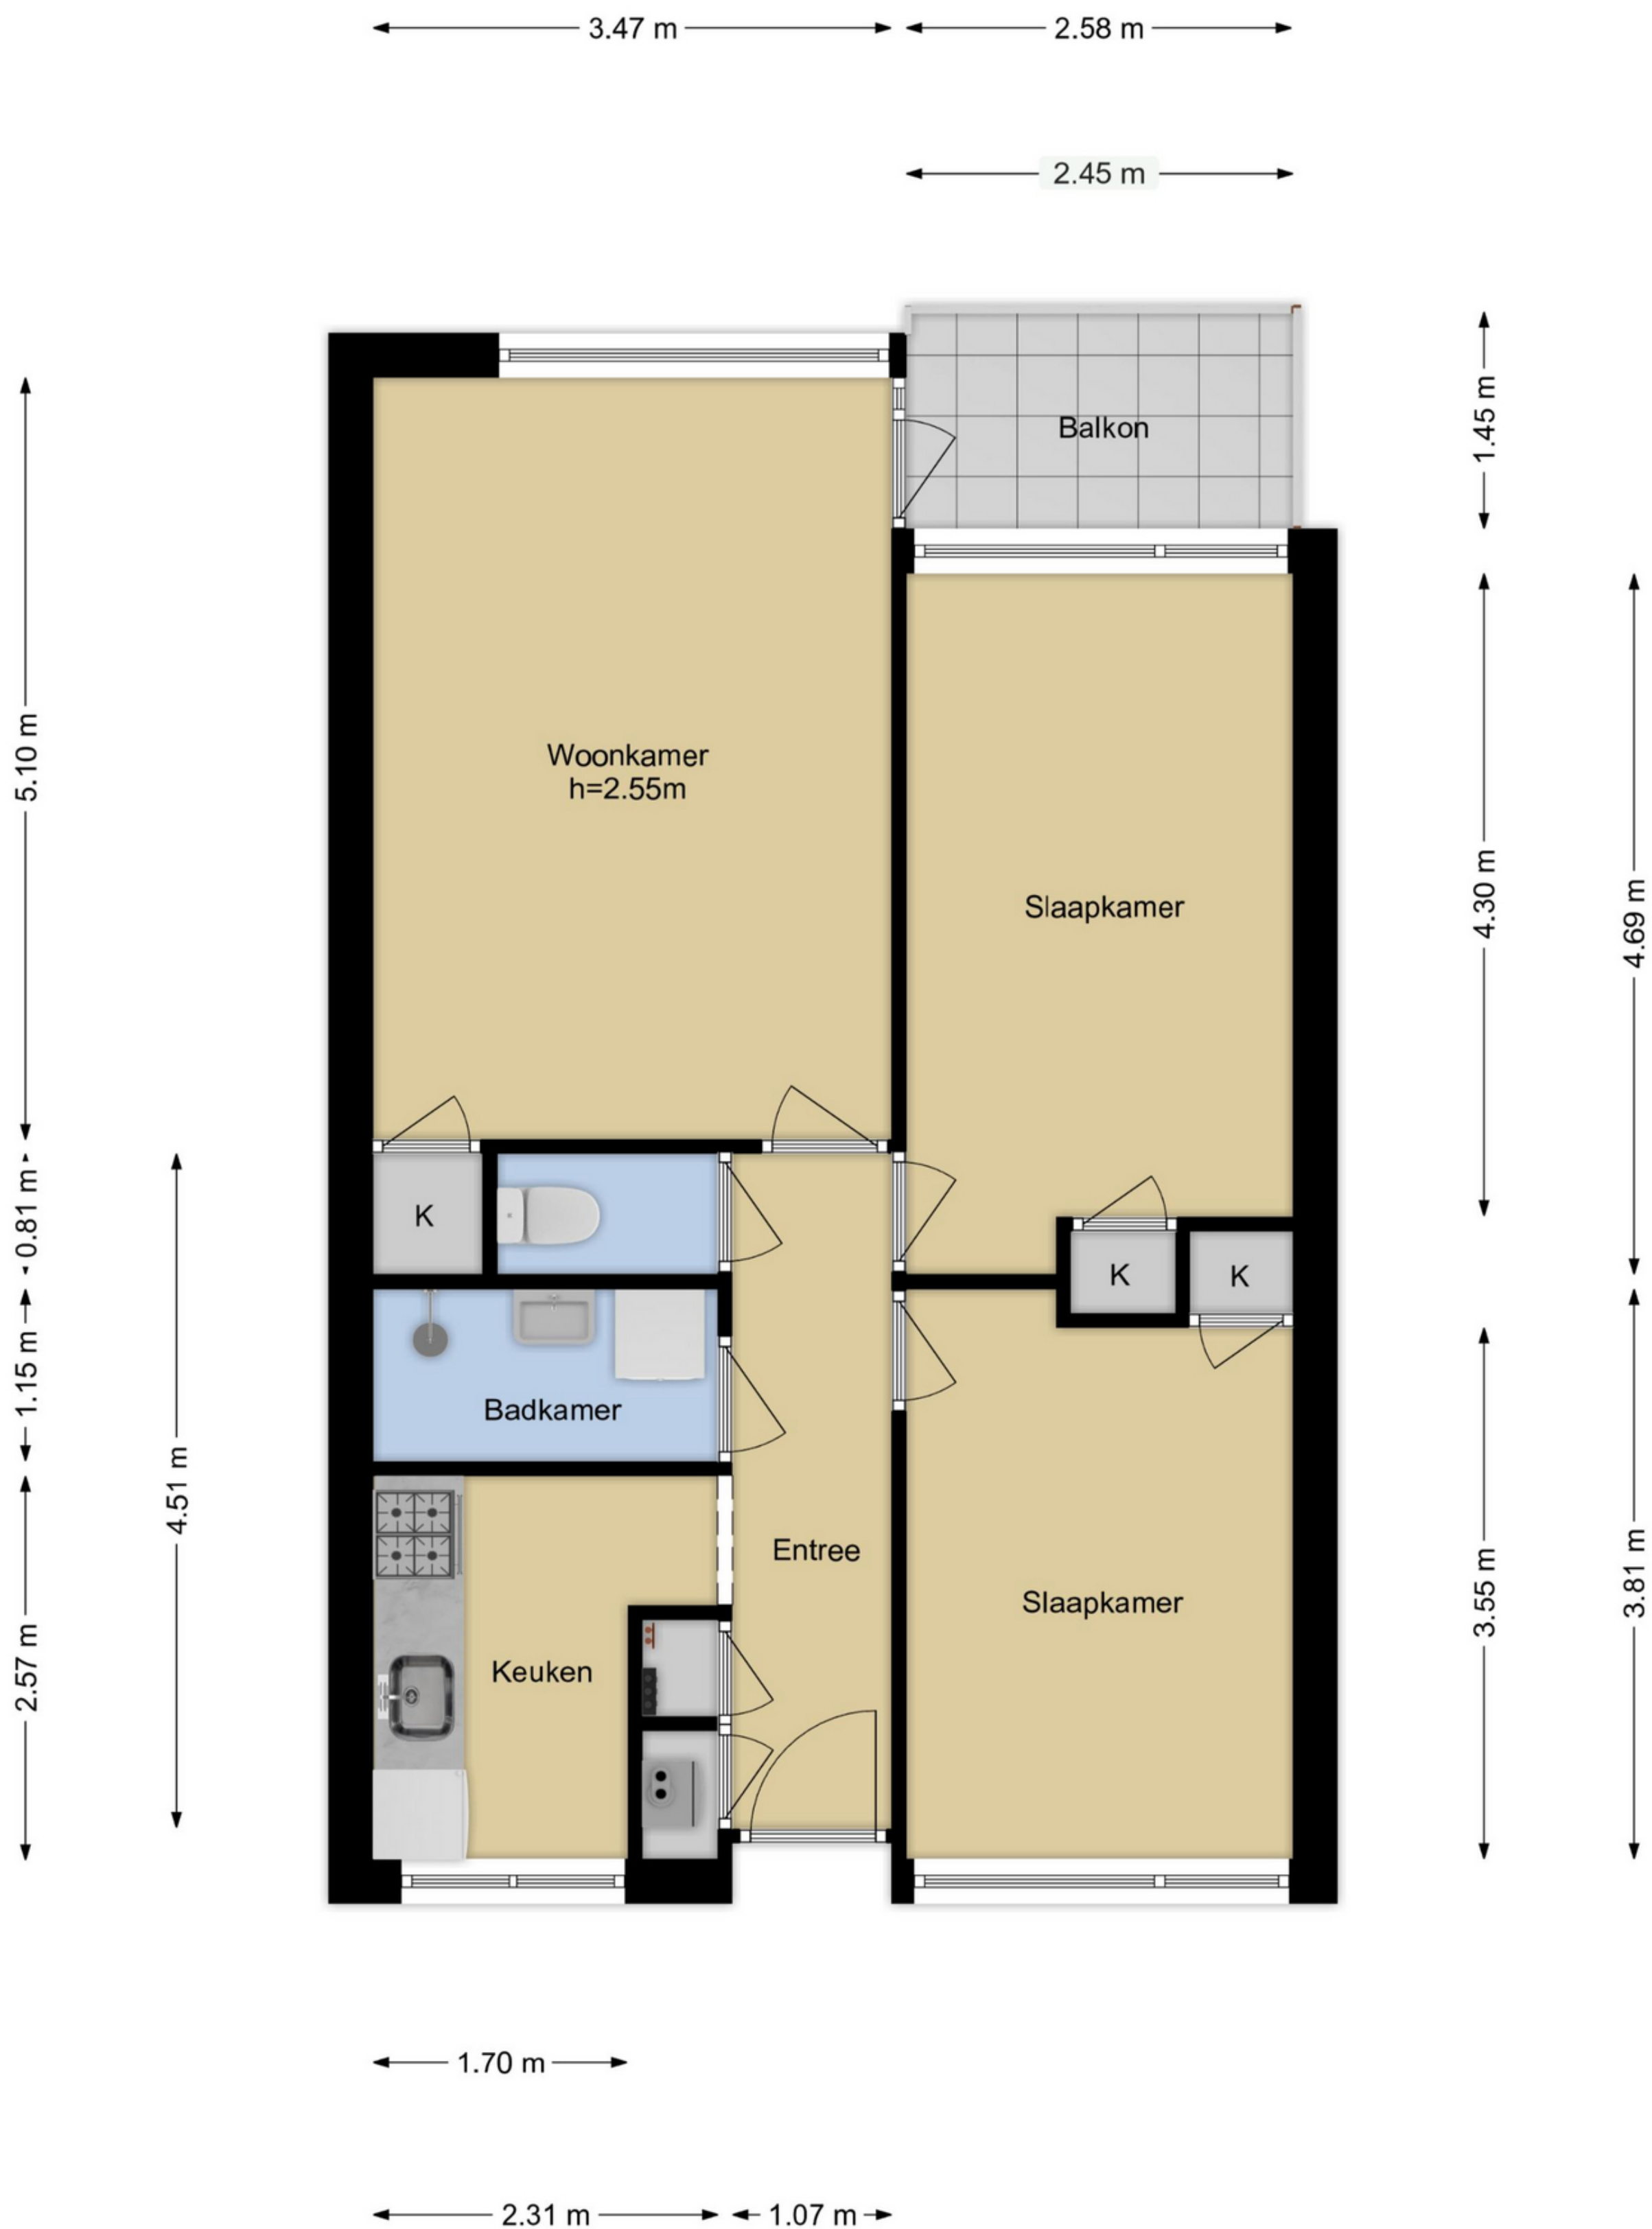 3.47 m
2.58 m
2.45 m
Balkon
1.45 m
5.10 m
Woonkamer
h=2.55m
Slaapkamer
4.30 m
4.69 m
K
0.81 m
K
K
1.15 m
Badkamer
4.51 m
Entree
3.55 m
3.81 m
Slaapkamer
2.57 m
Keuken
1.70 m
2.31 m
1.07 m